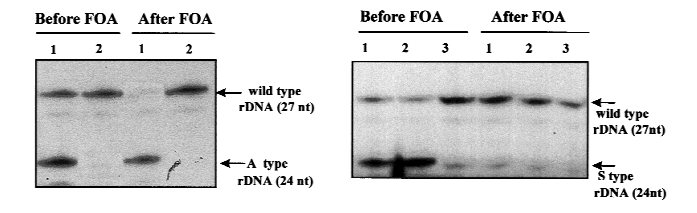 Before FOA After FOA
1 2 1 2
wild type
rDNA (27 nt)
A type
rDNA (24 nt)
Before FOA After FOA
1 2 3 1 2 3
wild type
rDNA (27nt)
S type
rDNA (24nt)